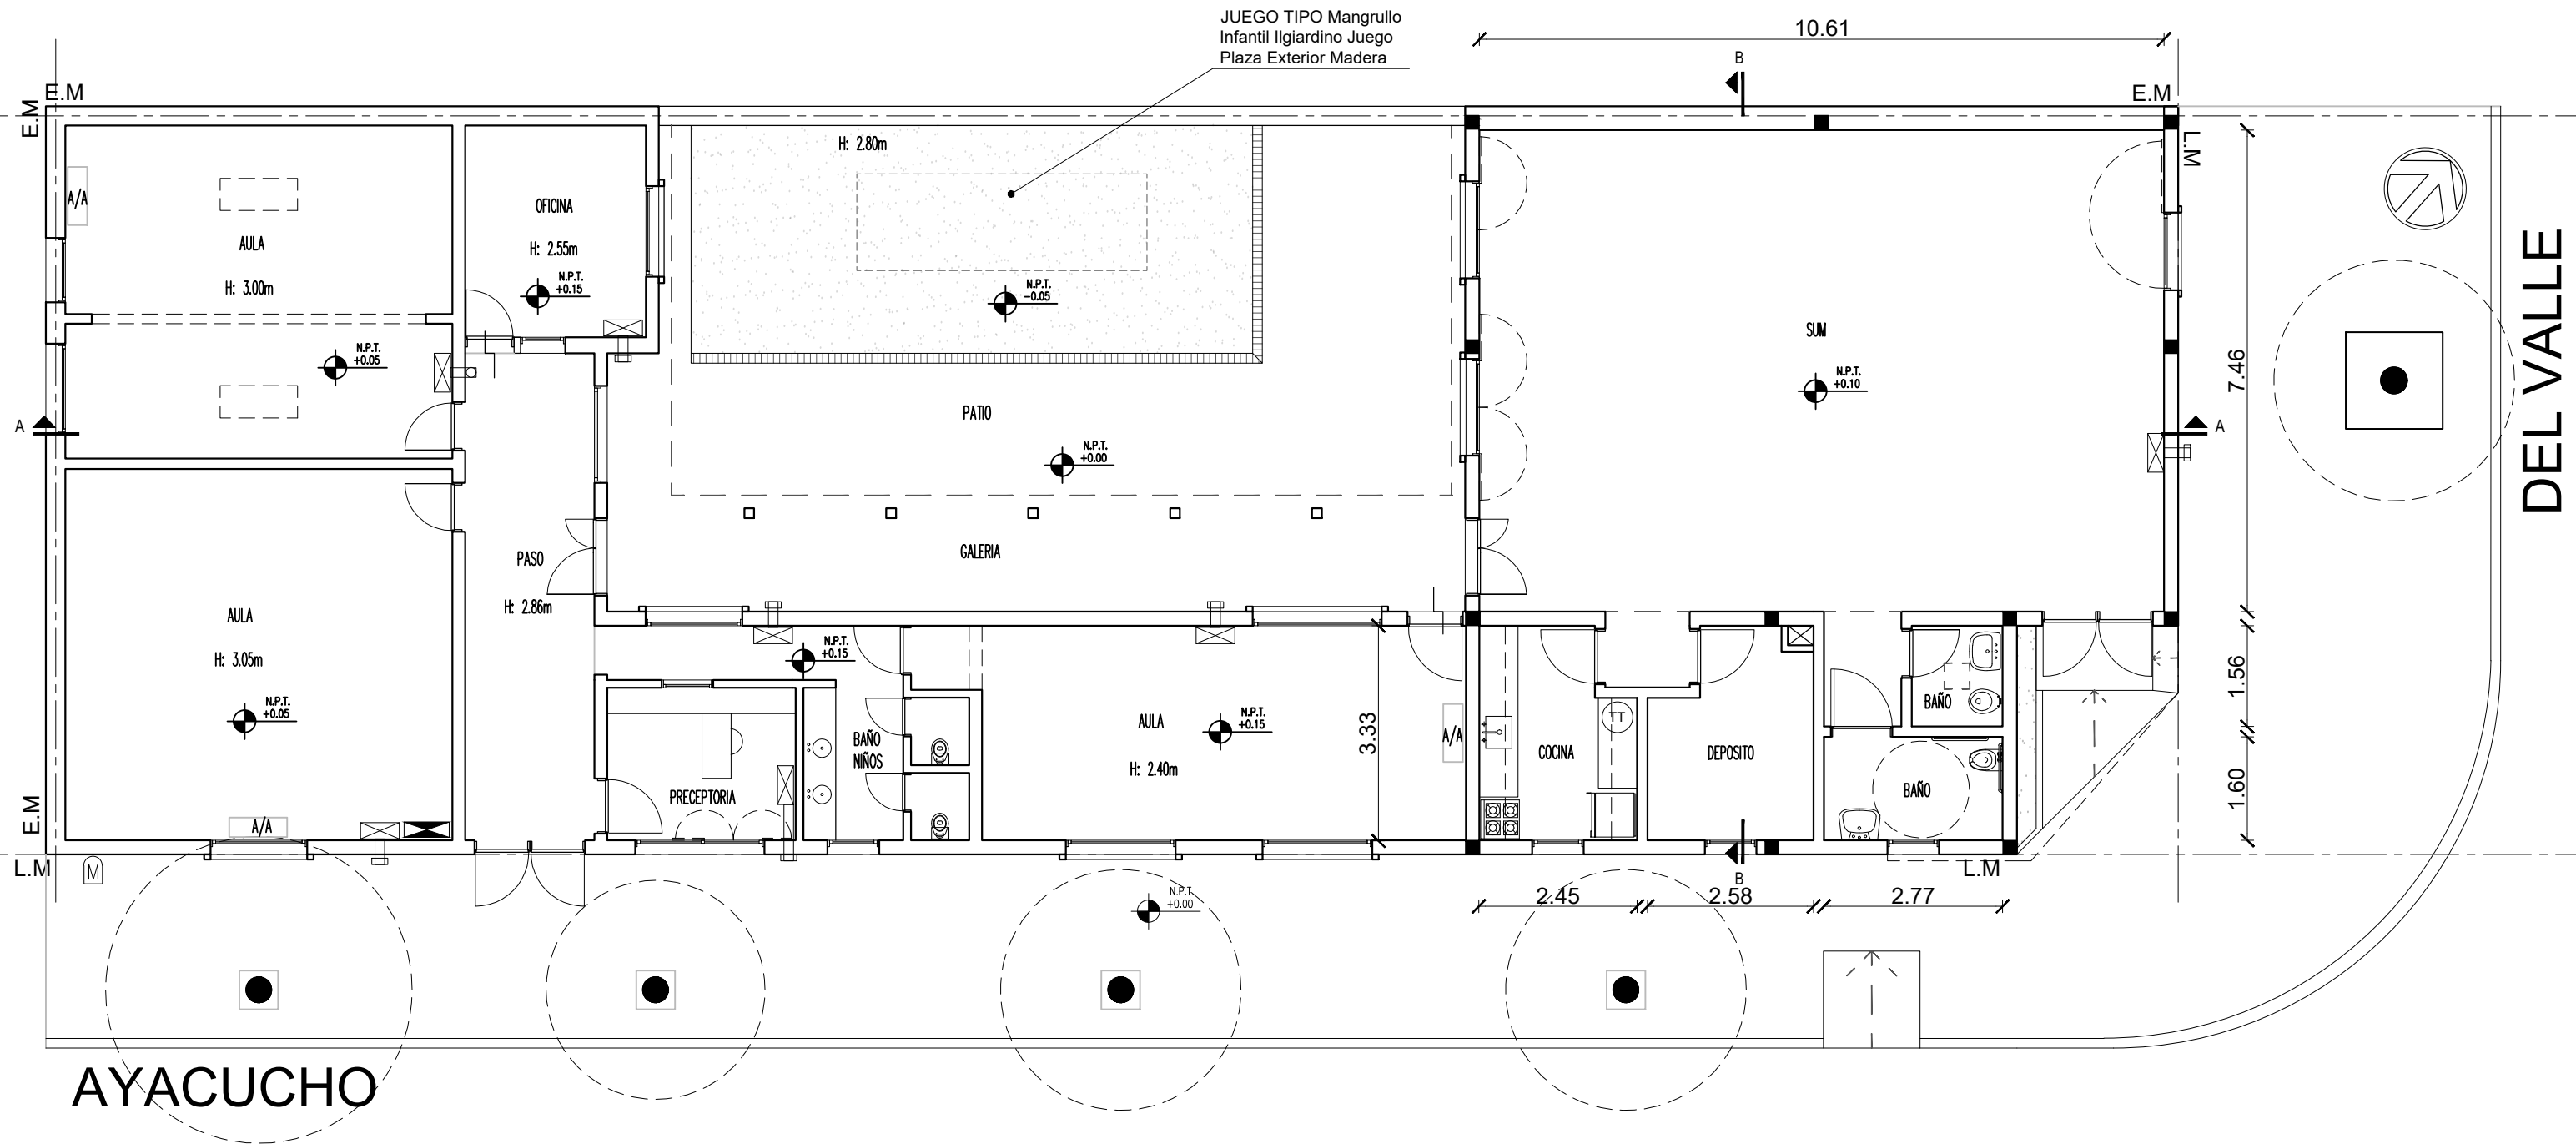 JUEGO TIPO Mangrullo
Infantil Ilgiardino Juego
Plaza Exterior Madera
10.61
B
E.M
E.M
E.M
L.M
H: 2.80m
A/A
AULA
H: 3.00m
OFICINA
H: 2.55m
N.P.T.
+0.15
N.P.T.
-0.05
N.P.T.
+0.05
SUM
N.P.T.
+0.10
7.46
DEL VALLE
A
A
PATIO
N.P.T.
+0.00
GALERIA
PASO
H: 2.86m
AULA
H: 3.05m
N.P.T.
+0.05
N.P.T.
+0.15
3.33
1.56
1.60
BAÑO
NIÑOS
PRECEPTORIA
AULA
N.P.T.
+0.15
H: 2.40m
A/A
TT
COCINA
DEPOSITO
BAÑO
BAÑO
E.M
A/A
L.M
M
L.M
N.P.T.
+0.00
2.45
B
2.58
2.77
AYACUCHO